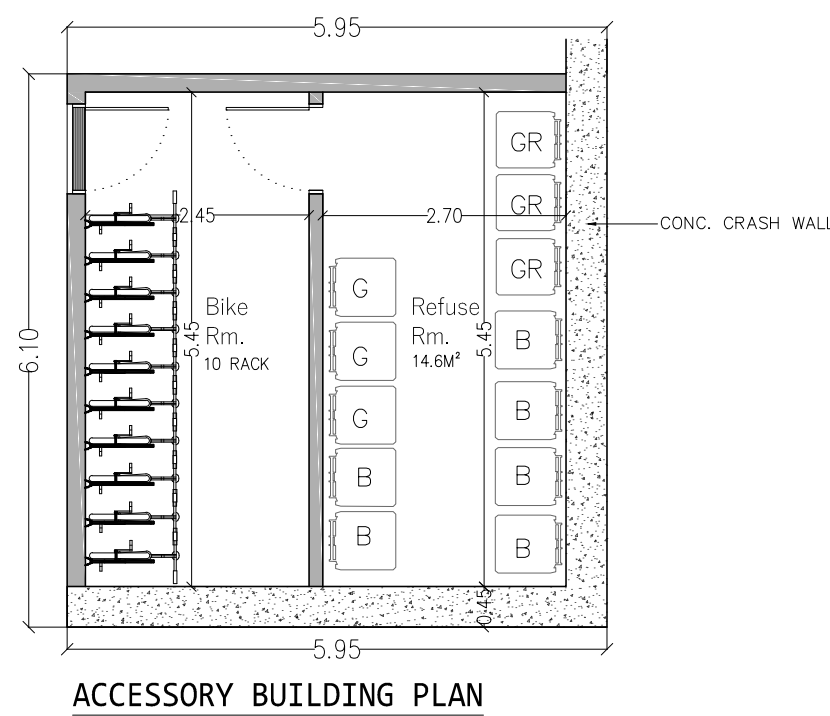 5.95
GR
GR
2.45
2.70
CONC. CRASH WALL
GR
G
Bike
Rm.
10 RACK
5.45
Refuse
Rm.
14.6M²
5.45
6.10
B
G
B
G
B
B
B
B
0.45
5.95
ACCESSORY BUILDING PLAN